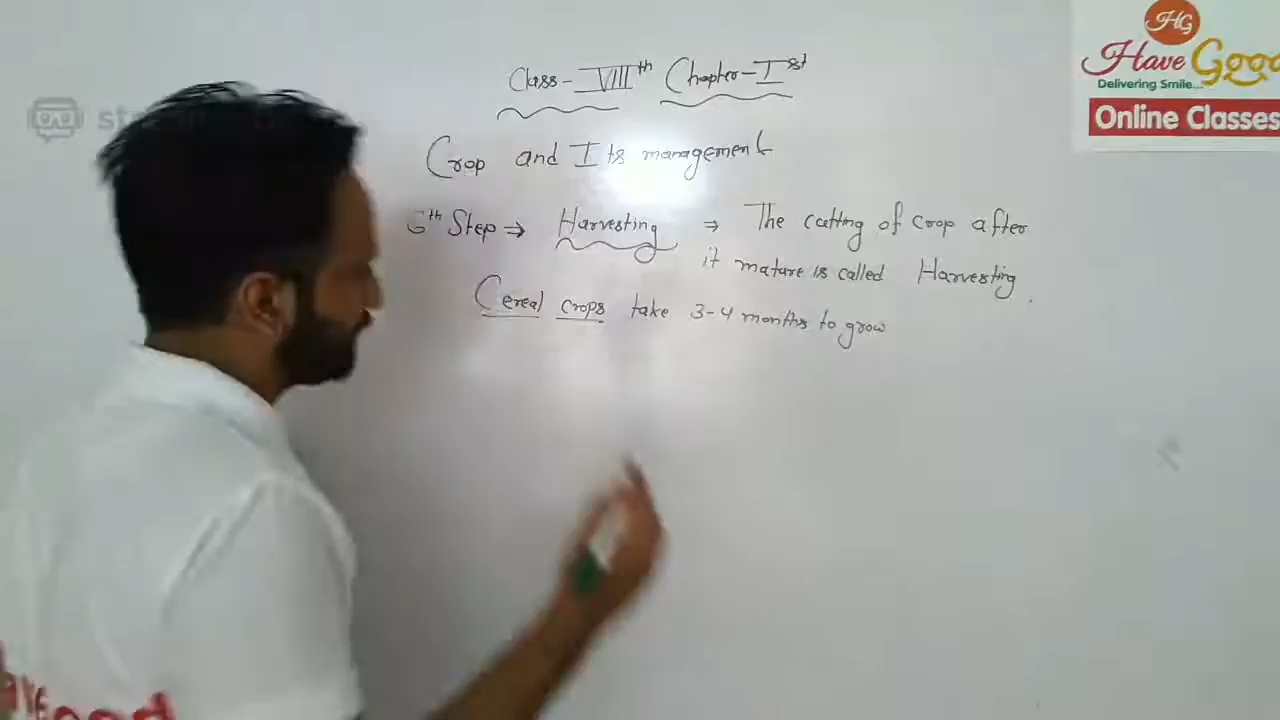 Class-VIIIth Chapter-Ist
Crop and Its management
6th Step → Harvesting ⇒ The cutting of crop after
it mature is called Harvesting.
Cereal crops take 3-4 months to grow
HG
Have Good
Delivering Smile...
Online Classes